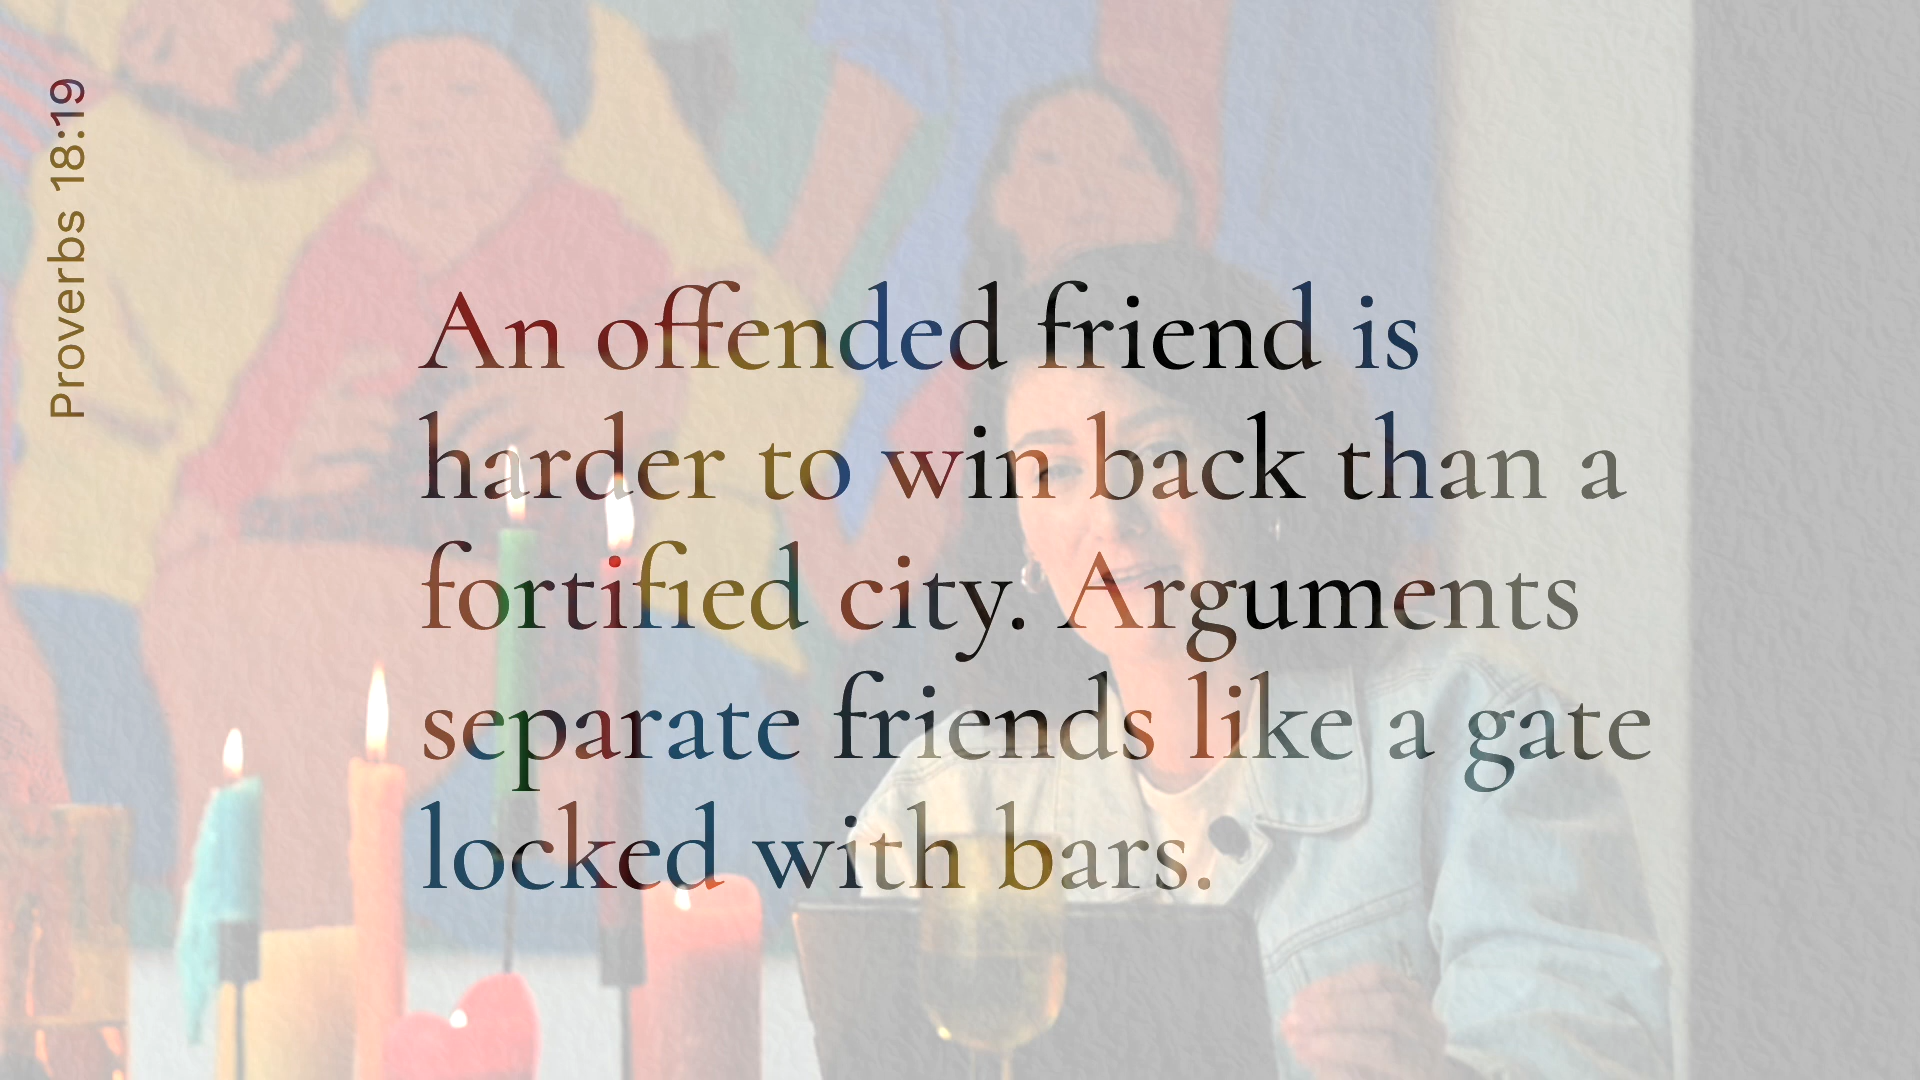 Proverbs 18:19
An offended friend is
harder to win back than a
fortified city. Arguments
separate friends like a gate
locked with bars.